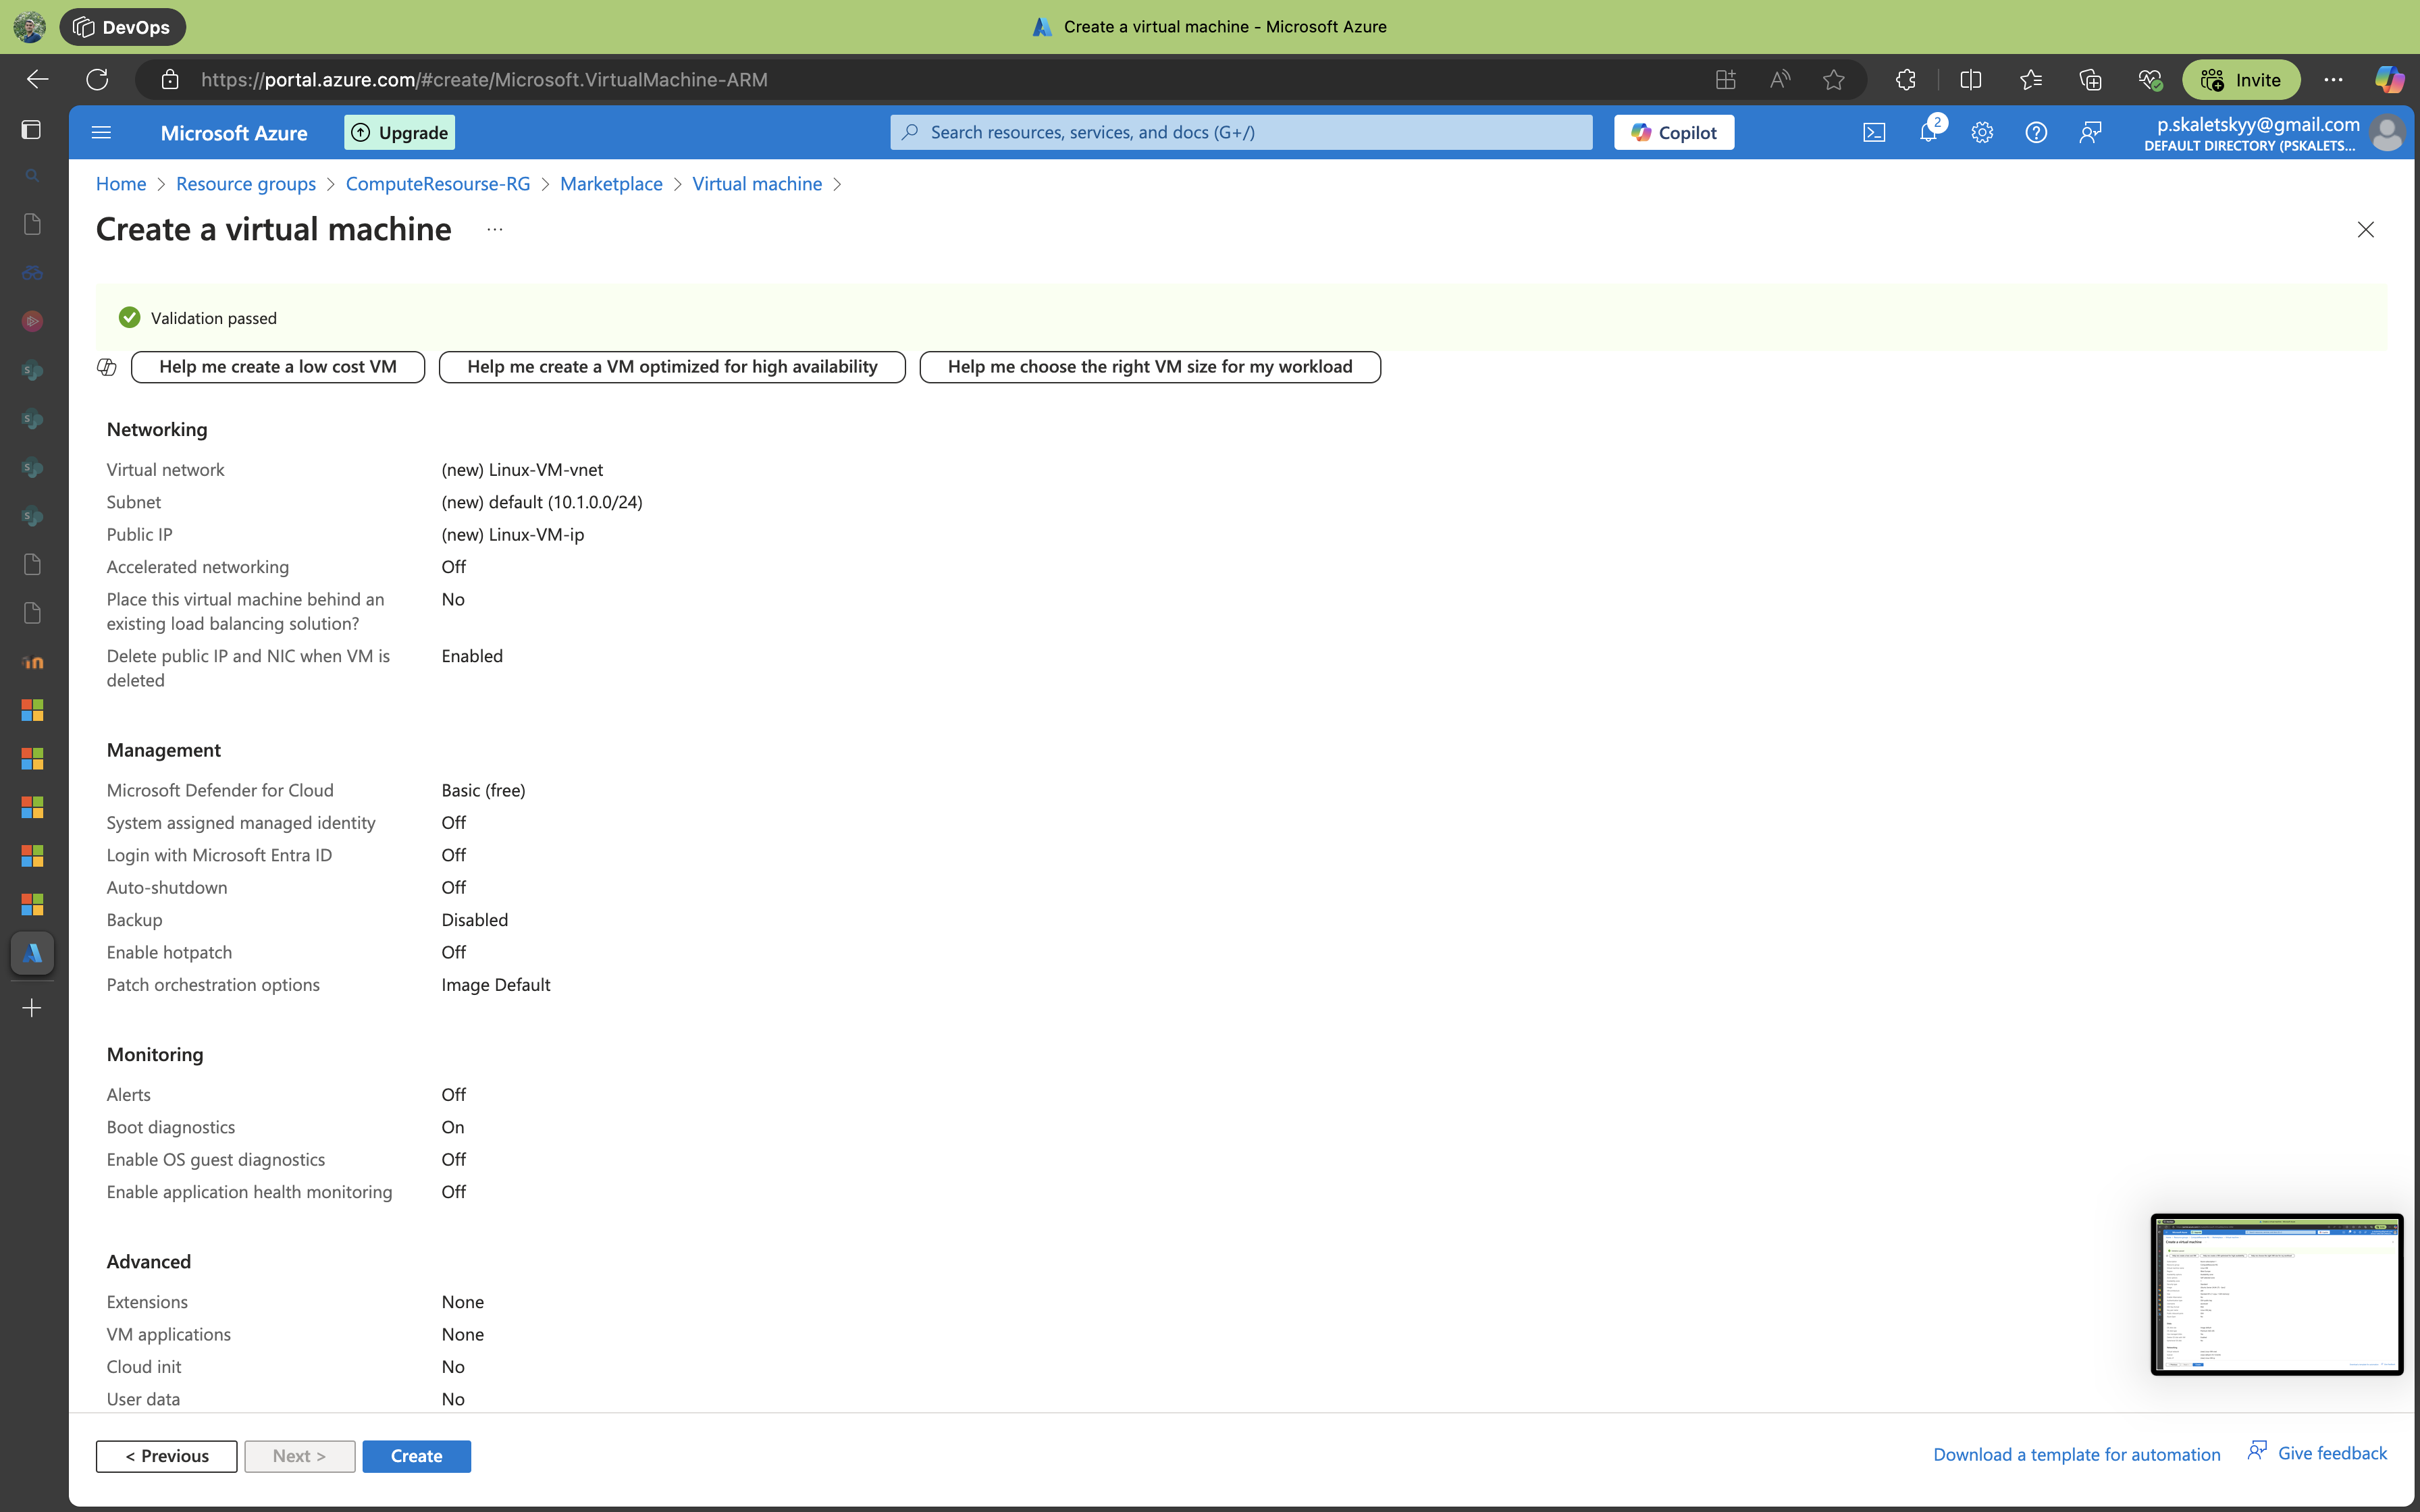 DevOps
Create a virtual machine - Microsoft Azure
https://portal.azure.com/#create/Microsoft.VirtualMachine-ARM
Invite
Microsoft Azure
Upgrade
Search resources, services, and docs (G+/)
Copilot
2
p.skaletskyy@gmail.com
DEFAULT DIRECTORY (PSKALETS...
Home > Resource groups > ComputeResourse-RG > Marketplace > Virtual machine >
Create a virtual machine ...
Validation passed
Help me create a low cost VM
Help me create a VM optimized for high availability
Help me choose the right VM size for my workload
Networking
Virtual network (new) Linux-VM-vnet
Subnet (new) default (10.1.0.0/24)
Public IP (new) Linux-VM-ip
Accelerated networking Off
Place this virtual machine behind an No
existing load balancing solution?
Delete public IP and NIC when VM is Enabled
deleted
Management
Microsoft Defender for Cloud Basic (free)
System assigned managed identity Off
Login with Microsoft Entra ID Off
Auto-shutdown Off
Backup Disabled
Enable hotpatch Off
Patch orchestration options Image Default
Monitoring
Alerts Off
Boot diagnostics On
Enable OS guest diagnostics Off
Enable application health monitoring Off
Advanced
Extensions None
VM applications None
Cloud init No
User data No
< Previous
Next >
Create
Download a template for automation
Give feedback